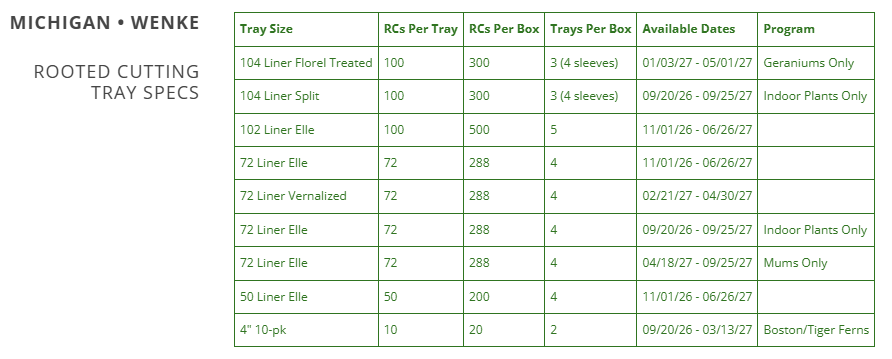 MICHIGAN • WENKE
ROOTED CUTTING
TRAY SPECS
Tray Size RCs Per Tray RCs Per Box Trays Per Box Available Dates Program
104 Liner Florel Treated 100 300 3 (4 sleeves) 01/03/27 - 05/01/27 Geraniums Only
104 Liner Split 100 300 3 (4 sleeves) 09/20/26 - 09/25/27 Indoor Plants Only
102 Liner Elle 100 500 5 11/01/26 - 06/26/27
72 Liner Elle 72 288 4 11/01/26 - 06/26/27
72 Liner Vernalized 72 288 4 02/21/27 - 04/30/27
72 Liner Elle 72 288 4 09/20/26 - 09/25/27 Indoor Plants Only
72 Liner Elle 72 288 4 04/18/27 - 09/25/27 Mums Only
50 Liner Elle 50 200 4 11/01/26 - 06/26/27
4" 10-pk 10 20 2 09/20/26 - 03/13/27 Boston/Tiger Ferns